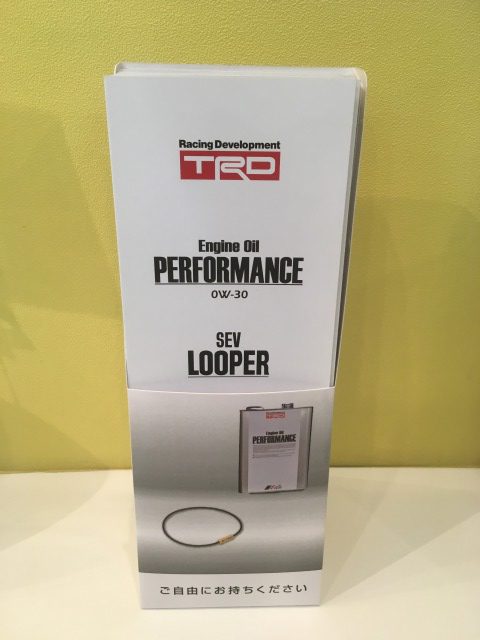 Racing Development
TRD
Engine Oil
PERFORMANCE
0W-30
SEV
LOOPER
Engine Oil
PERFORMANCE
ご自由にお持ちください